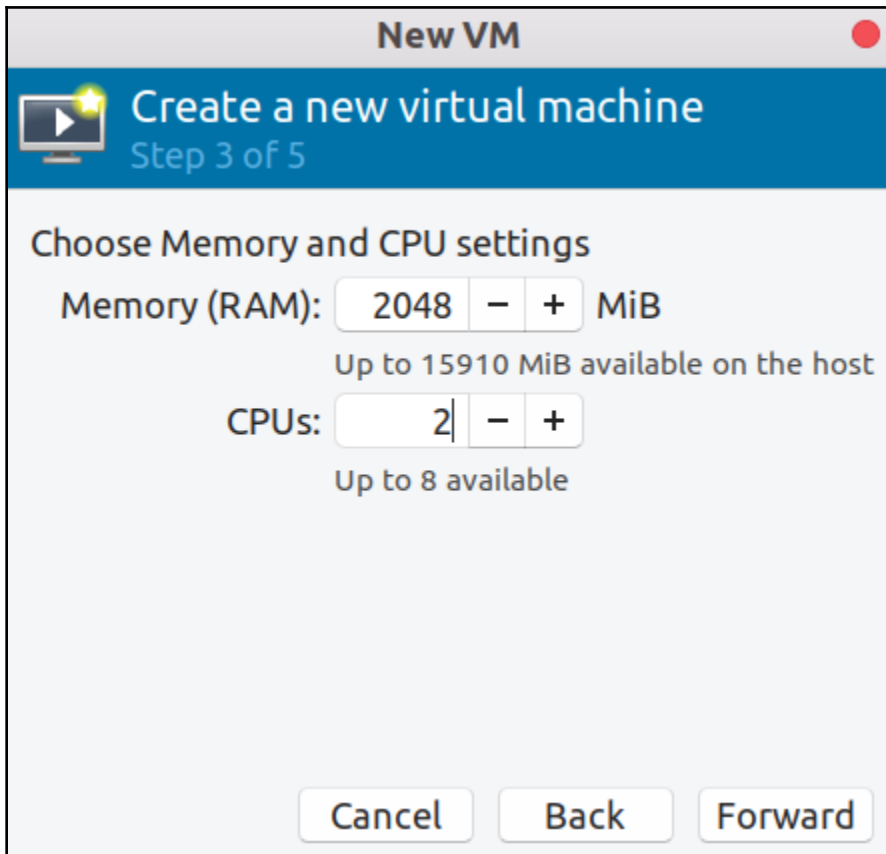 New VM
Create a new virtual machine
Step 3 of 5
Choose Memory and CPU settings
Memory (RAM): 2048 − + MiB
Up to 15910 MiB available on the host
CPUs: 2 − +
Up to 8 available
Cancel Back Forward